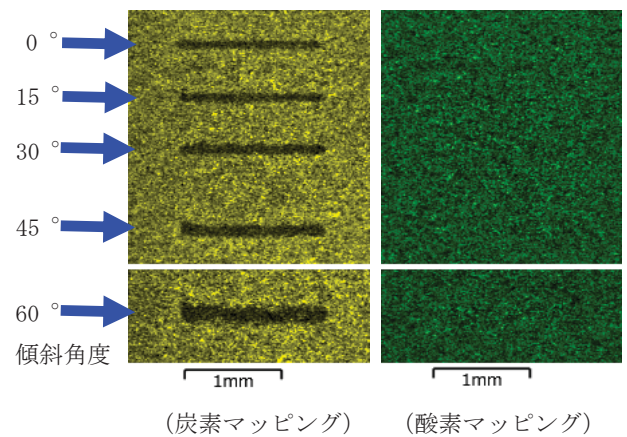 0 °
15 °
30 °
45 °
60 °
傾斜角度
1mm
1mm
（炭素マッピング）
（酸素マッピング）